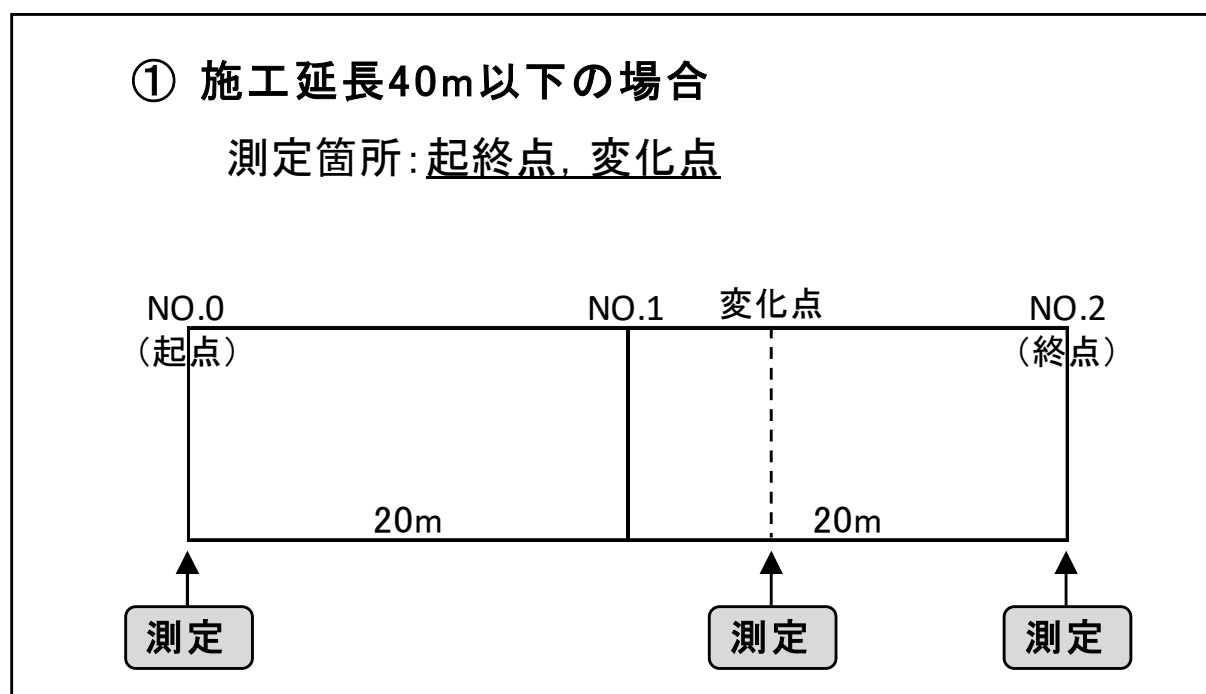 ① 施工延長40m以下の場合
測定箇所：起終点，変化点
NO.0 NO.1 変化点 NO.2
（起点） （終点）
20m 20m
測定 測定 測定